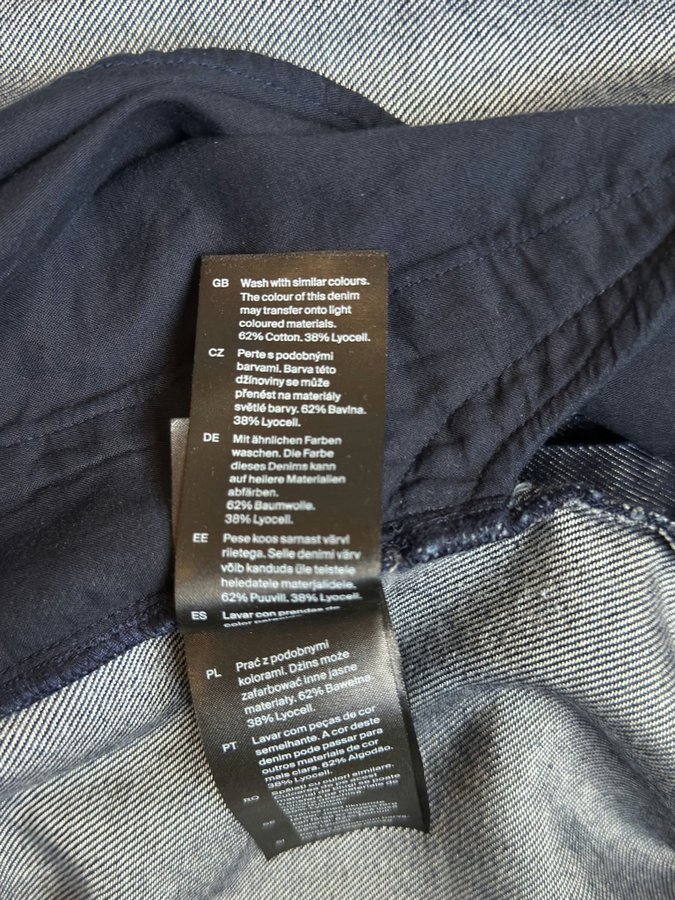 GB Wash with similar colours.
The colour of this denim
may transfer onto light
coloured materials.
62% Cotton. 38% Lyocell.
CZ Perte s podobnými
barvami. Barva této
džínoviny se může
přenést na materiály
světlé barvy. 62% Bavlna.
38% Lyocell.
DE Mit ähnlichen Farben
waschen. Die Farbe
dieses Denims kann
auf hellere Materialien
abfärben.
62% Baumwolle.
38% Lyocell.
EE Pese koos sarnast värvi
riietega. Selle denimi värv
võib kanduda üle teistele
heledatele materjalidele.
62% Puuvill. 38% Lyocell.
ES Lavar con prendas de
color
PL Prać z podobnymi
kolorami. Dżins może
zafarbować inne jasne
materiały. 62% Bawełna.
38% Lyocell.
PT Lavar com peças de cor
semelhante. A cor deste
denim pode passar para
outros materiais de cor
mais clara. 62% Algodão.
38% Lyocell.
RO Spălați cu culori similare.